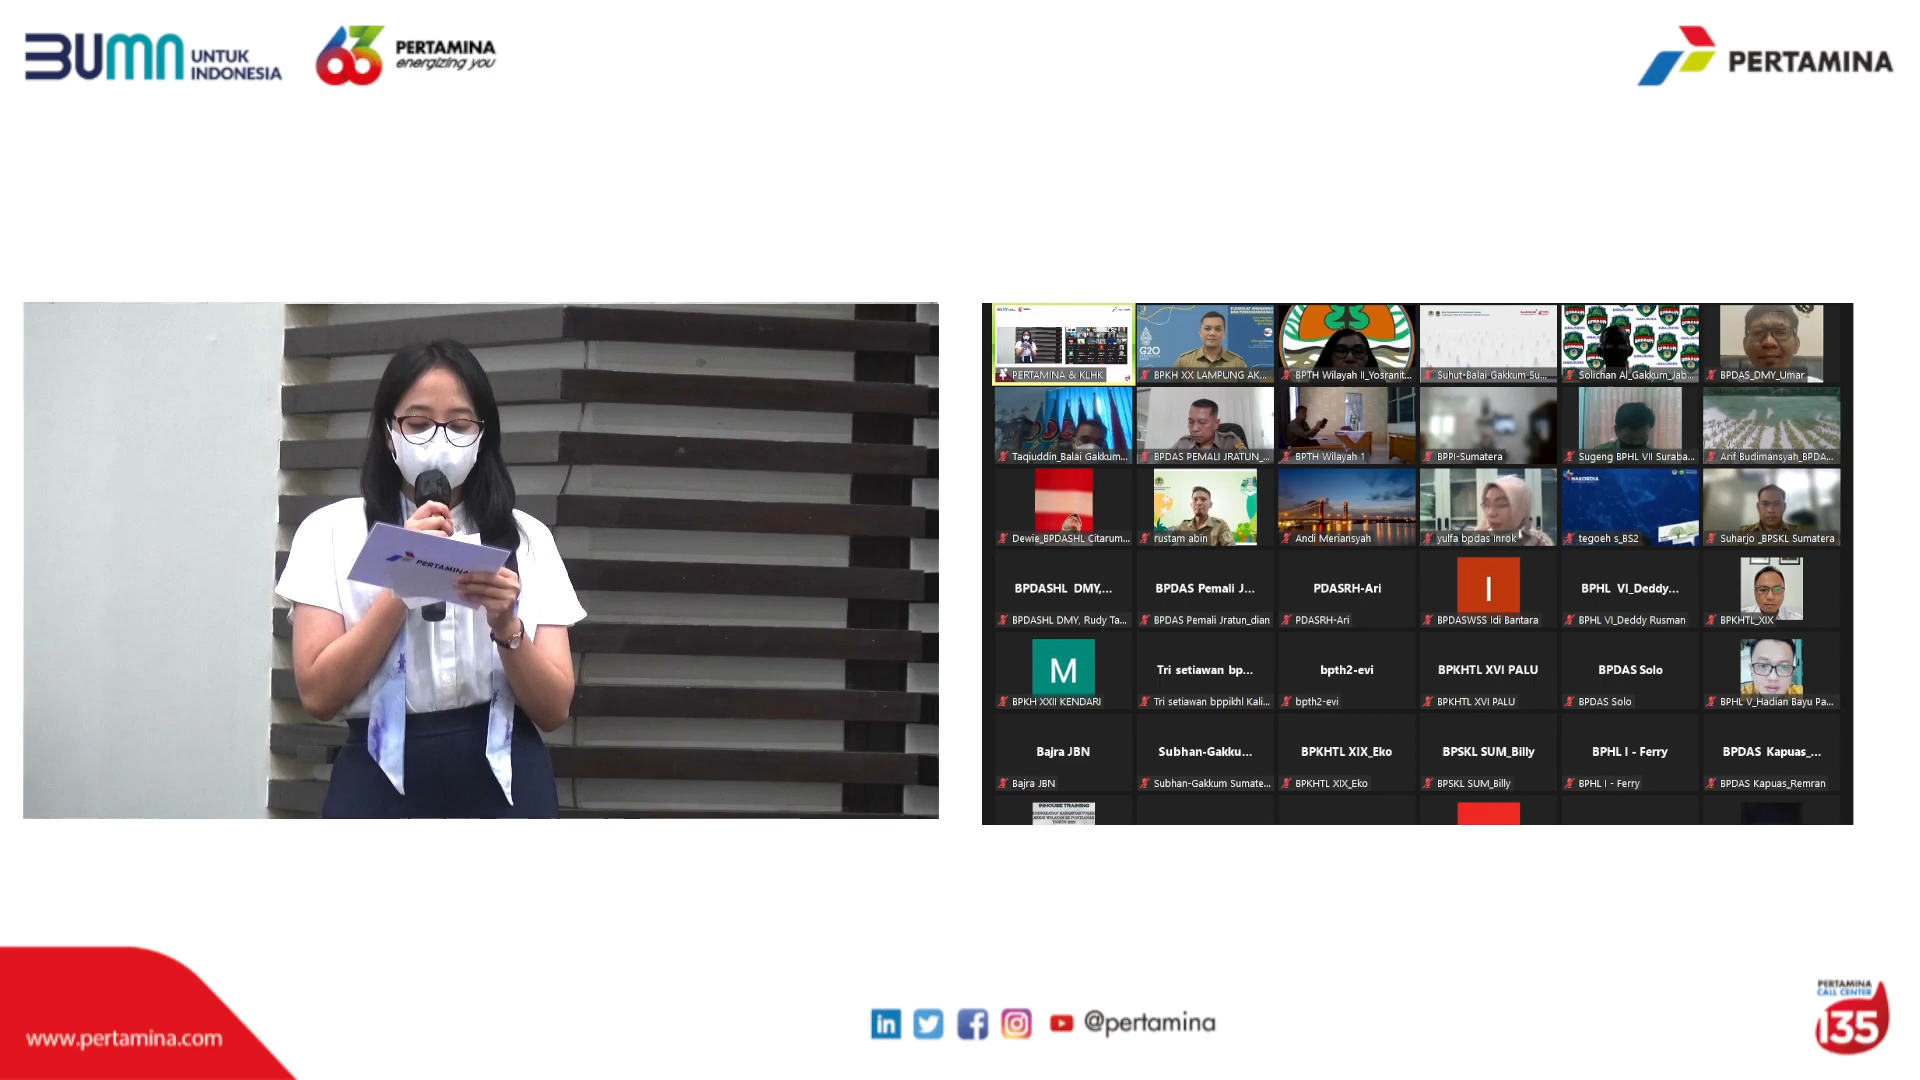 BUMN UNTUK
INDONESIA
63 PERTAMINA
energizing you
PERTAMINA
PERTAMINA
PERTAMINA & KLHK
G20
BPKH XX LAMPUNG AK...
BPTH Wilayah II_Yosranit...
Suhut-Balai Gakkum Su...
Solichan Al_Gakkum_Jab...
BPDAS_DMY_Umar
Taqiuddin_Balai Gakkum...
BPDAS PEMALI JRATUN_...
BPTH Wilayah 1
BPPI-Sumatera
Sugeng BPHL VII Suraba...
Arif Budimansyah_BPDA...
Dewie_BPDASHL Citarum...
rustam abin
Andi Meriansyah
yulfa bpdas inrok
HAKORDIA
tegoeh s_BS2
Suharjo _BPSKL Sumatera
BPDASHL DMY,...
BPDAS Pemali J...
PDASRH-Ari
I
BPHL VI_Deddy...
BPDASHL DMY, Rudy Ta...
BPDAS Pemali Jratun_dian
PDASRH-Ari
BPDASWSS Idi Bantara
BPHL VI_Deddy Rusman
BPKHTL_XIX
M
Tri setiawan bp...
bpth2-evi
BPKHTL XVI PALU
BPDAS Solo
BPKH XXII KENDARI
Tri setiawan bppikhl Kali...
bpth2-evi
BPKHTL XVI PALU
BPDAS Solo
BPHL V_Hadian Bayu Pa...
Bajra JBN
Subhan-Gakku...
BPKHTL XIX_Eko
BPSKL SUM_Billy
BPHL I - Ferry
BPDAS Kapuas_...
Bajra JBN
Subhan-Gakkum Sumate...
BPKHTL XIX_Eko
BPSKL SUM_Billy
BPHL I - Ferry
BPDAS Kapuas_Remran
INHOUSE TRAINING
www.pertamina.com
in f @pertamina
PERTAMINA
CALL CENTER
135